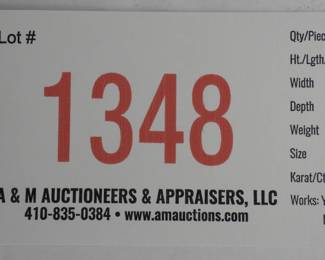 Lot #
1348
A & M AUCTIONEERS & APPRAISERS, LLC
410-835-0384 • www.amauctions.com
Qty/Piec
Ht./Lgth.
Width
Depth
Weight
Size
Karat/Ct
Works: Y